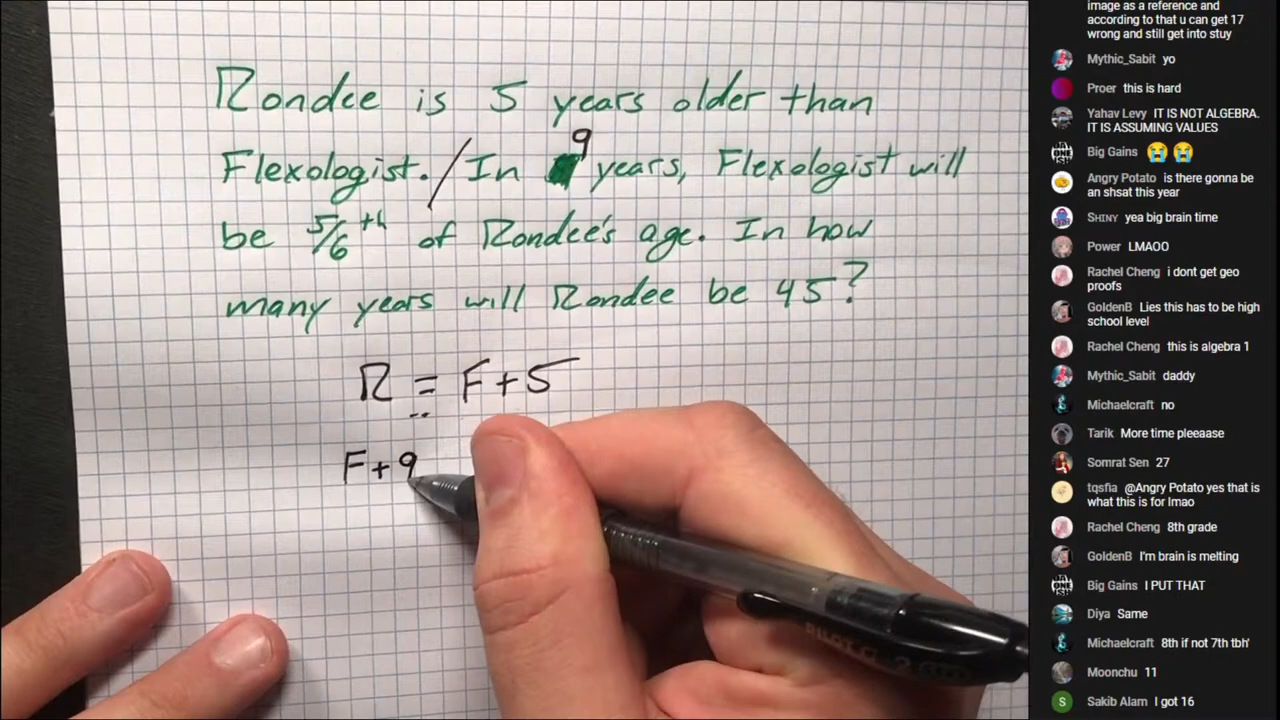 Rondee is 5 years older than
9
Flexologist. / In years, Flexologist will
be 5/6th of Rondee's age. In how
many years will Rondee be 45?
R = F+5
F+9
image as a reference and
according to that u can get 17
wrong and still get into stuy
Mythic_Sabit yo
Proer this is hard
Yahav Levy IT IS NOT ALGEBRA.
IT IS ASSUMING VALUES
Big Gains 😭 😭
Angry Potato is there gonna be
an shsat this year
SHINY yea big brain time
Power LMAOO
Rachel Cheng i dont get geo
proofs
GoldenB Lies this has to be high
school level
Rachel Cheng this is algebra 1
Mythic_Sabit daddy
Michaelcraft no
Tarik More time pleeaase
Somrat Sen 27
tqsfia @Angry Potato yes that is
what this is for lmao
Rachel Cheng 8th grade
GoldenB I'm brain is melting
Big Gains I PUT THAT
Diya Same
Michaelcraft 8th if not 7th tbh'
Moonchu 11
S
Sakib Alam I got 16